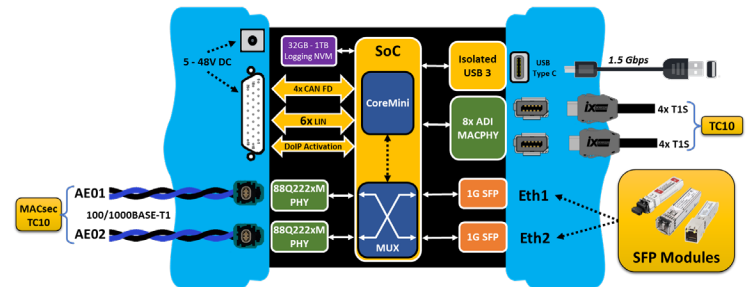 5 - 48V DC
32GB - 1TB
Logging NVM
SoC
Isolated
USB 3
USB
Type C
1.5 Gbps
4x CAN FD
CoreMini
6x LIN
8x ADI
MACPHY
ix
4x T1S
TC10
ix
4x T1S
DoIP Activation
MACsec
TC10
AE01
100/1000BASE-T1
AE02
88Q222xM
PHY
1G SFP
Eth1
88Q222xM
PHY
MUX
1G SFP
Eth2
SFP Modules